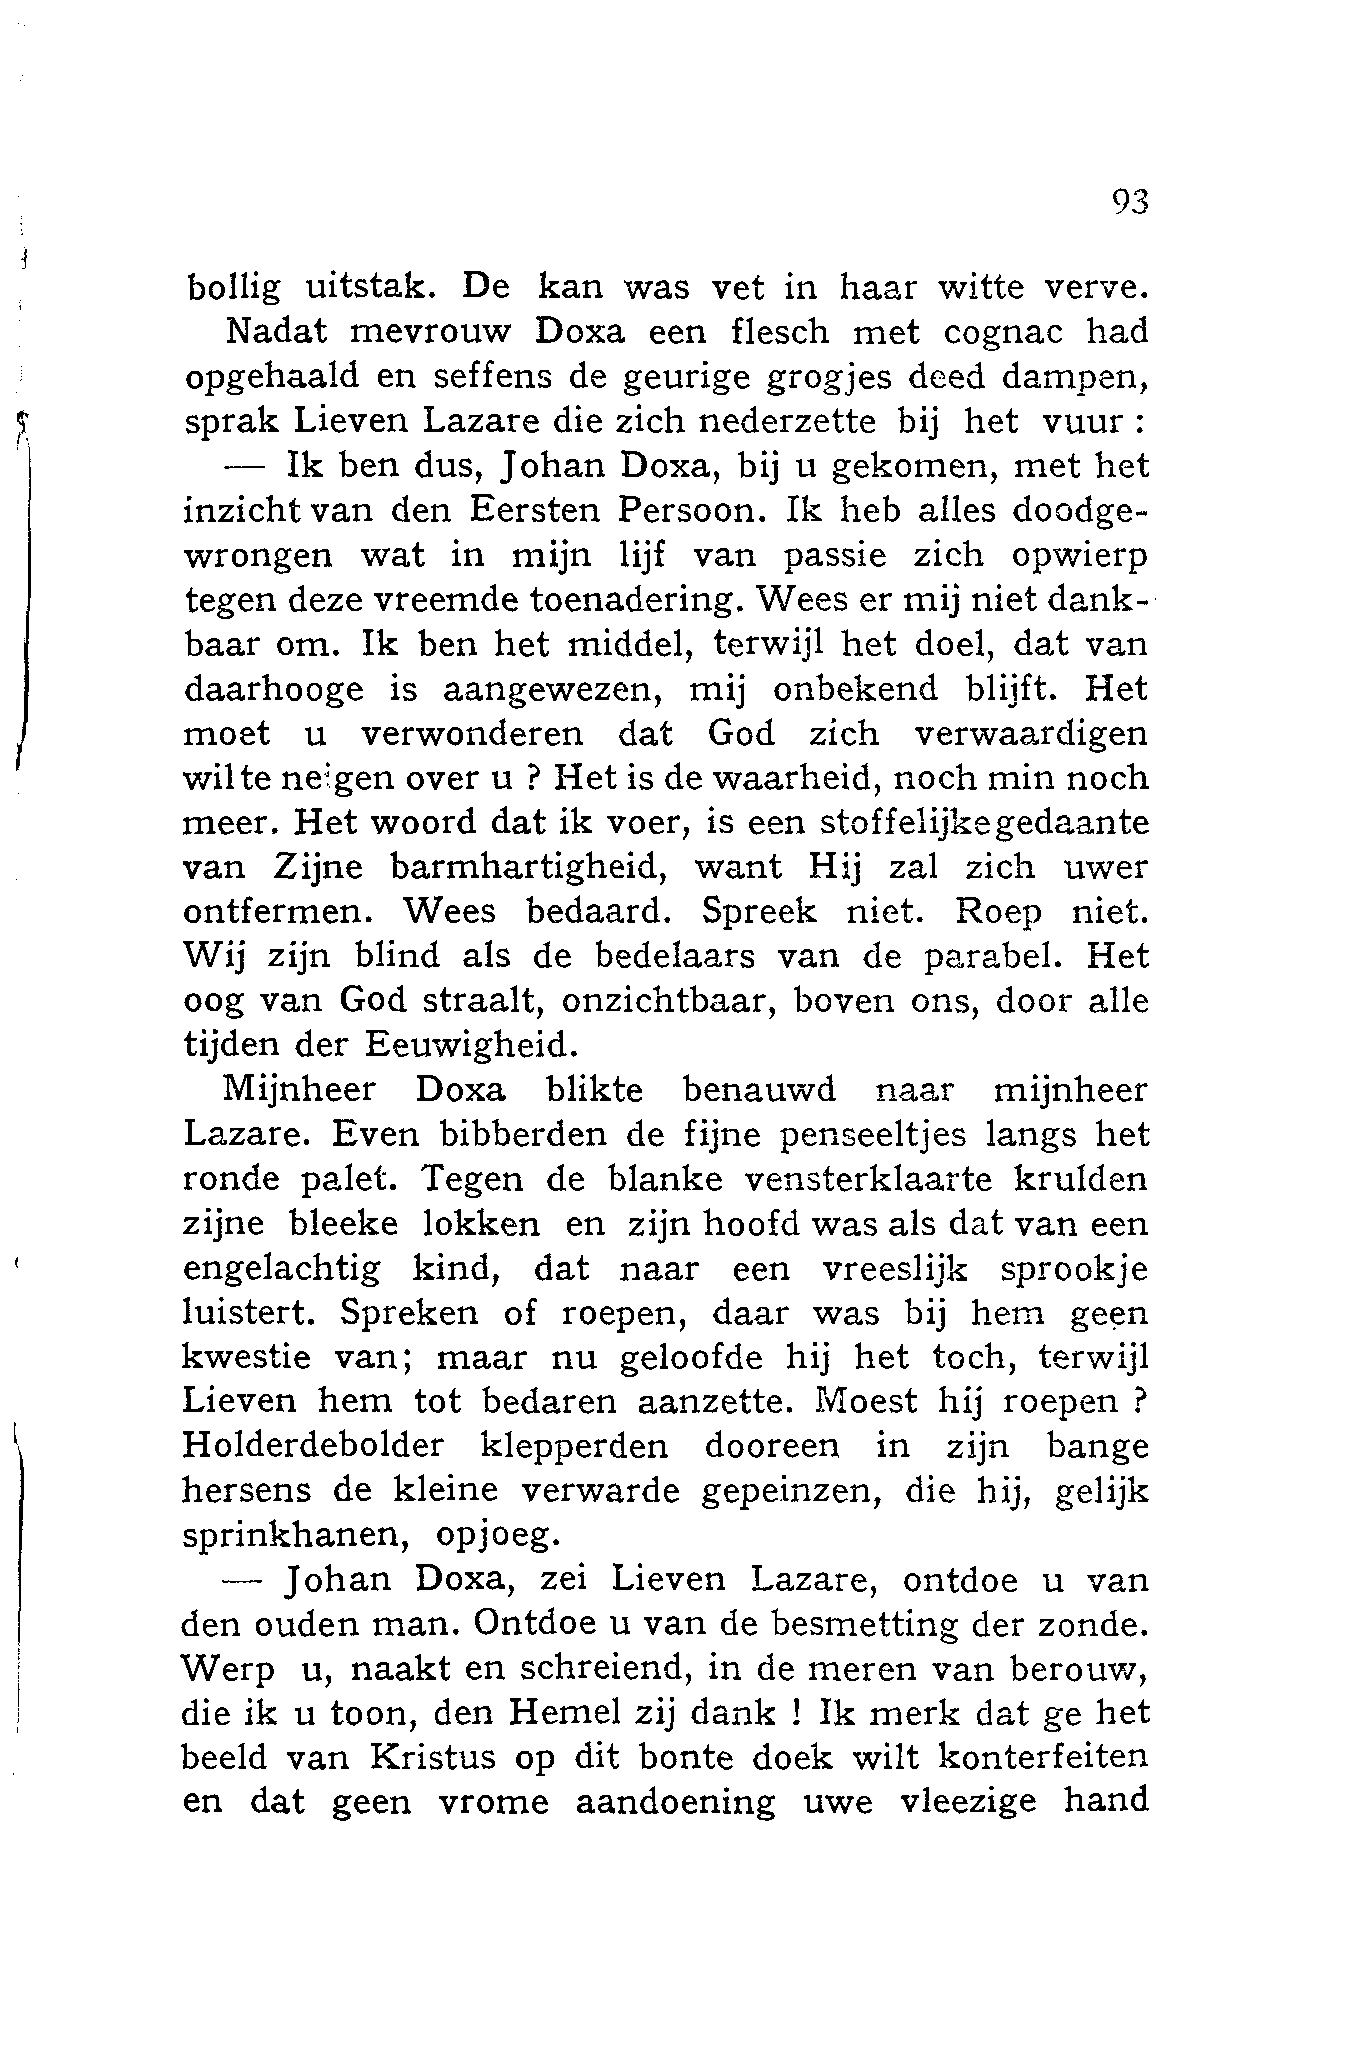 93
bollig uitstak. De kan was vet in haar witte verve.
Nadat mevrouw Doxa een flesch met cognac had
opgehaald en seffens de geurige grogjes deed dampen,
sprak Lieven Lazare die zich nederzette bij het vuur :
— Ik ben dus, Johan Doxa, bij u gekomen, met het
inzicht van den Eersten Persoon. Ik heb alles doodge-
wrongen wat in mijn lijf van passie zich opwierp
tegen deze vreemde toenadering. Wees er mij niet dank-
baar om. Ik ben het middel, terwijl het doel, dat van
daarhooge is aangewezen, mij onbekend blijft. Het
moet u verwonderen dat God zich verwaardigen
wil te neigen over u ? Het is de waarheid, noch min noch
meer. Het woord dat ik voer, is een stoffelijke gedaante
van Zijne barmhartigheid, want Hij zal zich uwer
ontfermen. Wees bedaard. Spreek niet. Roep niet.
Wij zijn blind als de bedelaars van de parabel. Het
oog van God straalt, onzichtbaar, boven ons, door alle
tijden der Eeuwigheid.
Mijnheer Doxa blikte benauwd naar mijnheer
Lazare. Even bibberden de fijne penseeltjes langs het
ronde palet. Tegen de blanke vensterklaarte krulden
zijne bleeke lokken en zijn hoofd was als dat van een
engelachtig kind, dat naar een vreeslijk sprookje
luistert. Spreken of roepen, daar was bij hem geen
kwestie van; maar nu geloofde hij het toch, terwijl
Lieven hem tot bedaren aanzette. Moest hij roepen ?
Holderdebolder klepperden dooreen in zijn bange
hersens de kleine verwarde gepeinzen, die hij, gelijk
sprinkhanen, opjoeg.
— Johan Doxa, zei Lieven Lazare, ontdoe u van
den ouden man. Ontdoe u van de besmetting der zonde.
Werp u, naakt en schreiend, in de meren van berouw,
die ik u toon, den Hemel zij dank ! Ik merk dat ge het
beeld van Kristus op dit bonte doek wilt konterfeiten
en dat geen vrome aandoening uwe vleezige hand